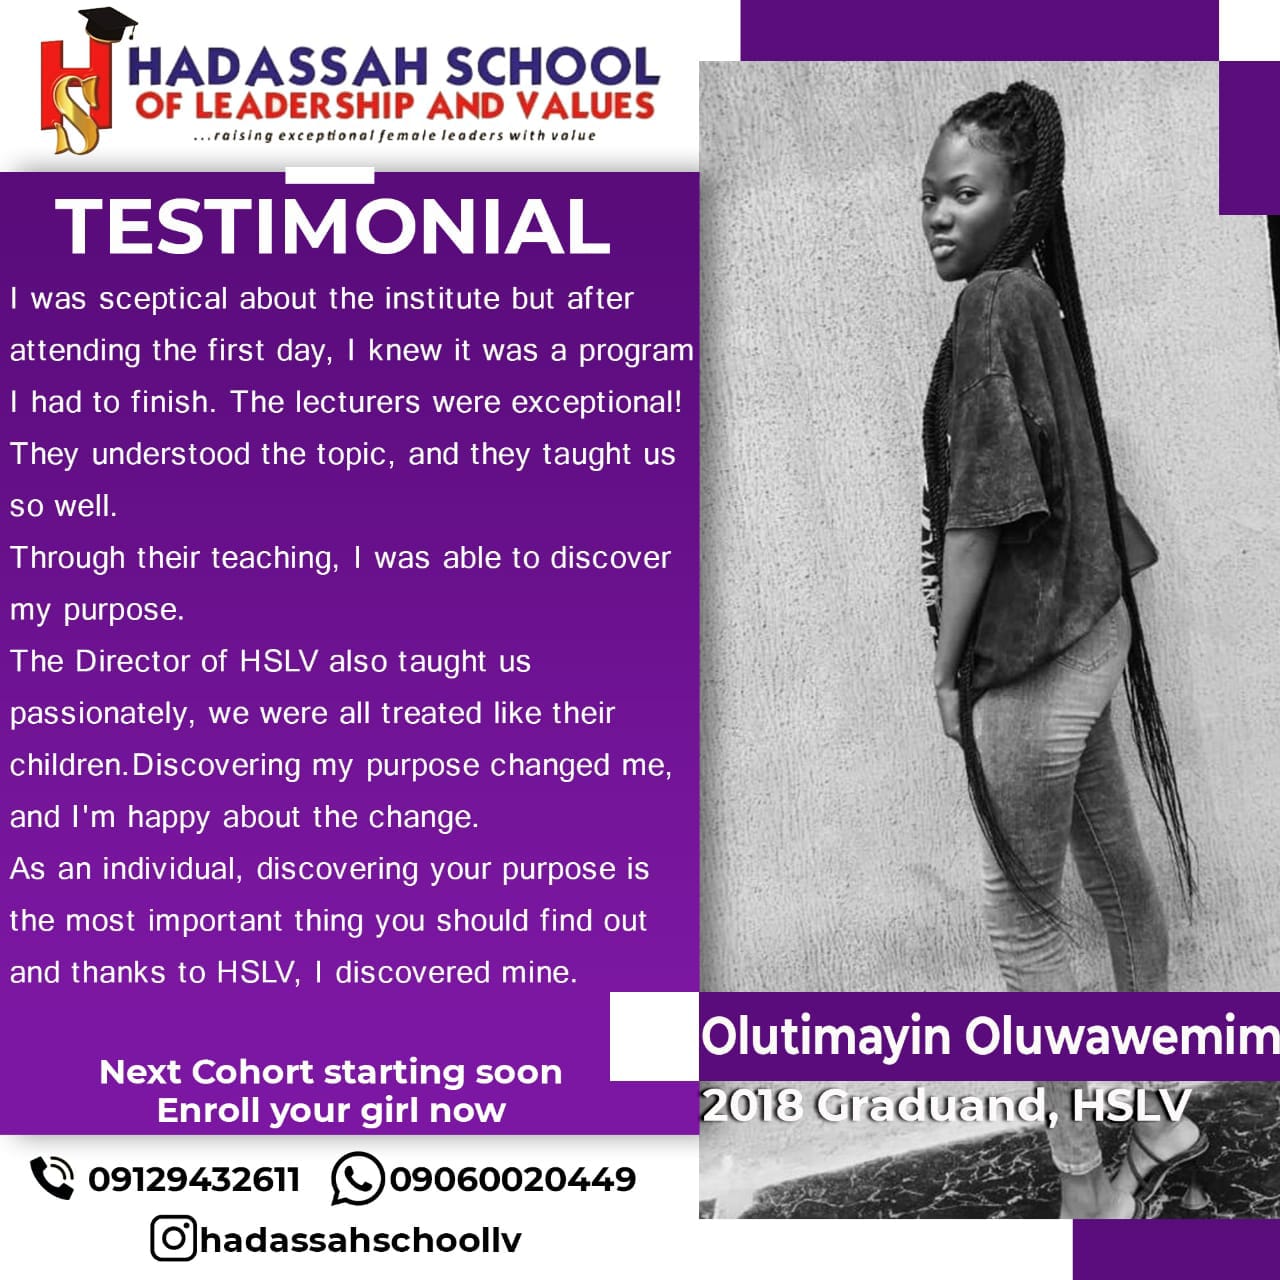 HADASSAH SCHOOL
OF LEADERSHIP AND VALUES
...raising exceptional female leaders with value
TESTIMONIAL
I was sceptical about the institute but after
attending the first day, I knew it was a program
I had to finish. The lecturers were exceptional!
They understood the topic, and they taught us
so well.
Through their teaching, I was able to discover
my purpose.
The Director of HSLV also taught us
passionately, we were all treated like their
children.Discovering my purpose changed me,
and I'm happy about the change.
As an individual, discovering your purpose is
the most important thing you should find out
and thanks to HSLV, I discovered mine.
Next Cohort starting soon
Enroll your girl now
09129432611 09060020449
hadassahschoollv
Olutimayin Oluwawemim
2018 Graduand, HSLV